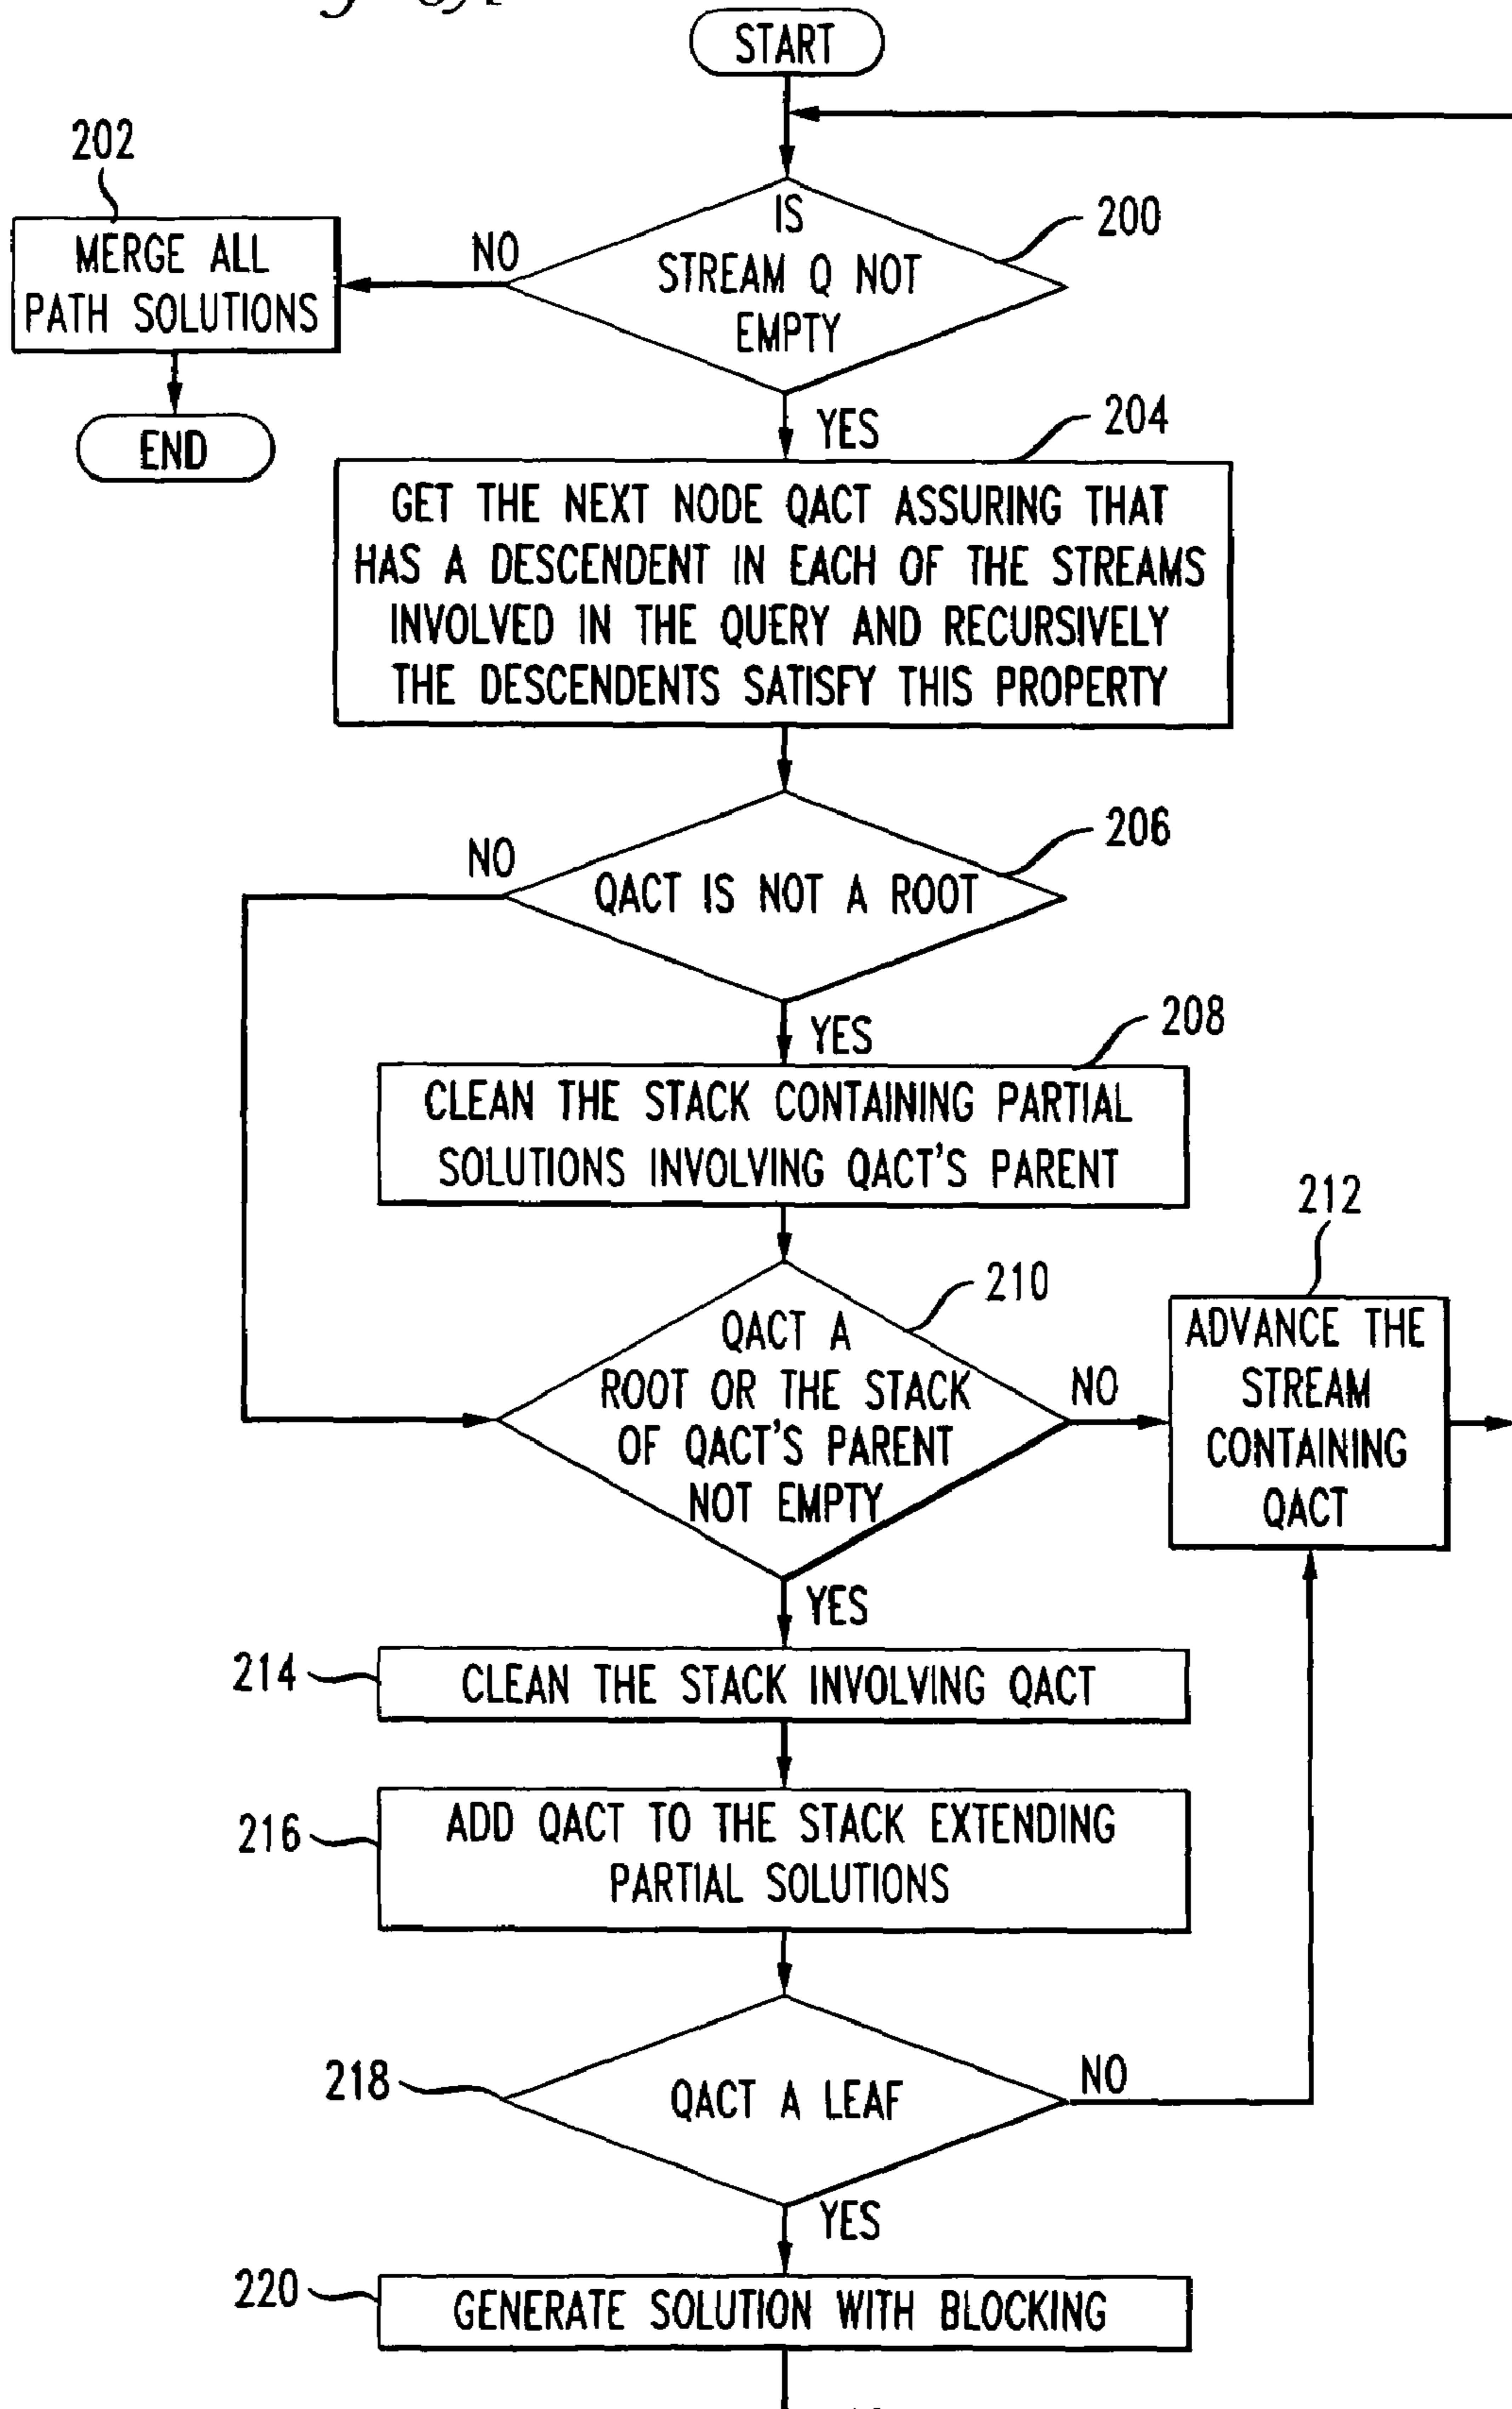 START
202
MERGE ALL
PATH SOLUTIONS
NO
IS
STREAM Q NOT
EMPTY
200
END
YES
204
GET THE NEXT NODE QACT ASSURING THAT
HAS A DESCENDENT IN EACH OF THE STREAMS
INVOLVED IN THE QUERY AND RECURSIVELY
THE DESCENDENTS SATISFY THIS PROPERTY
206
NO
QACT IS NOT A ROOT
YES
208
CLEAN THE STACK CONTAINING PARTIAL
SOLUTIONS INVOLVING QACT'S PARENT
210
QACT A
ROOT OR THE STACK
OF QACT'S PARENT
NOT EMPTY
NO
212
ADVANCE THE
STREAM
CONTAINING
QACT
YES
214
CLEAN THE STACK INVOLVING QACT
216
ADD QACT TO THE STACK EXTENDING
PARTIAL SOLUTIONS
218
QACT A LEAF
NO
YES
220
GENERATE SOLUTION WITH BLOCKING